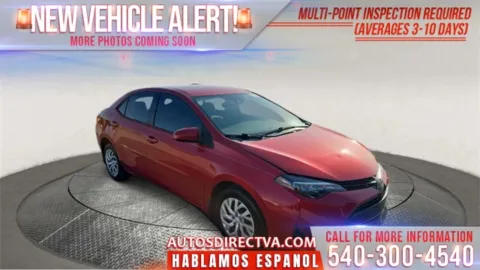 NEW VEHICLE ALERT!
MORE PHOTOS COMING SOON
MULTI-POINT INSPECTION REQUIRED
(AVERAGES 3-10 DAYS)
AUTOSDIRECTVA.COM
HABLAMOS ESPANOL
CALL FOR MORE INFORMATION
540-300-4540